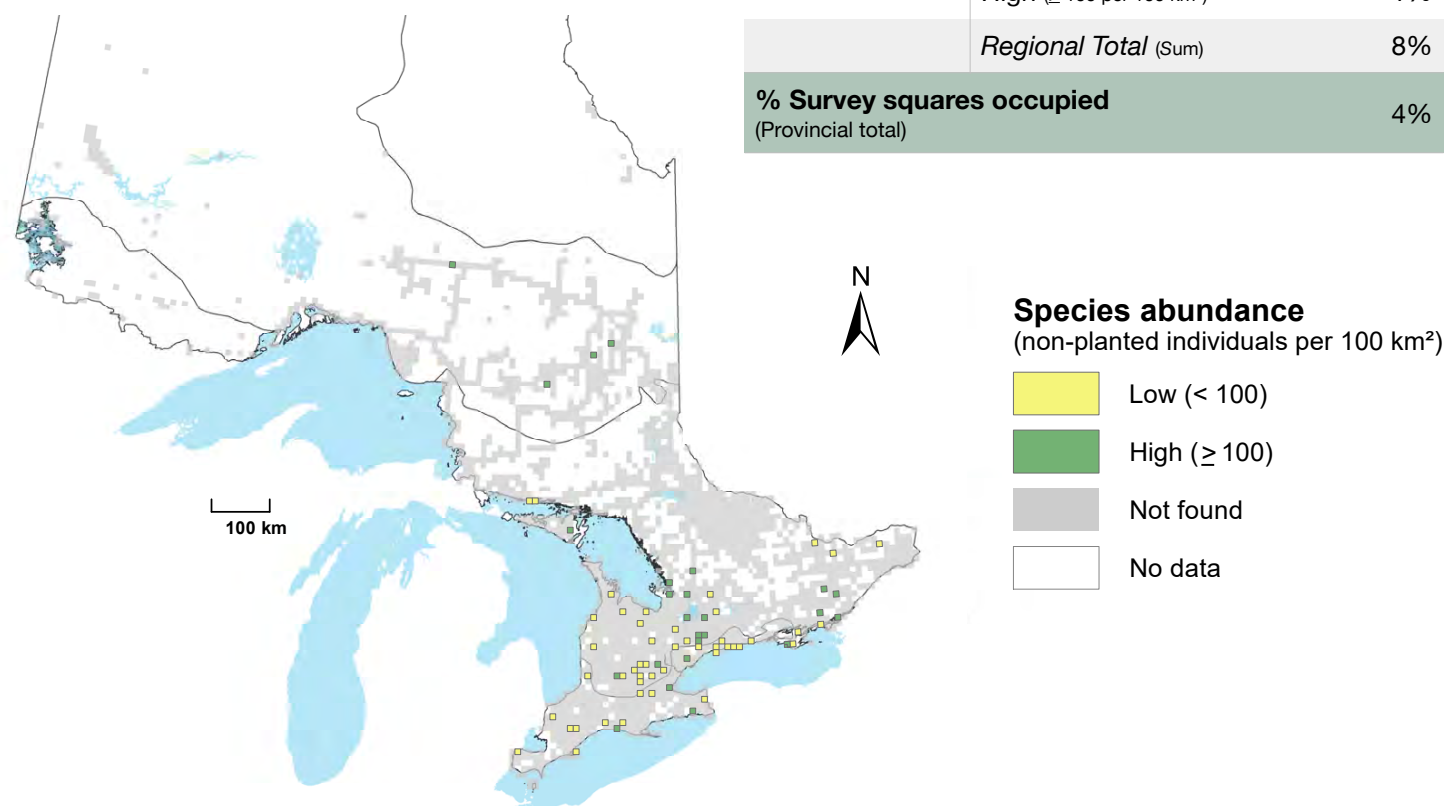 Regional Total (Sum) 8%
% Survey squares occupied
(Provincial total) 4%
N
Species abundance
(non-planted individuals per 100 km²)
Low (< 100)
High (≥ 100)
Not found
No data
100 km